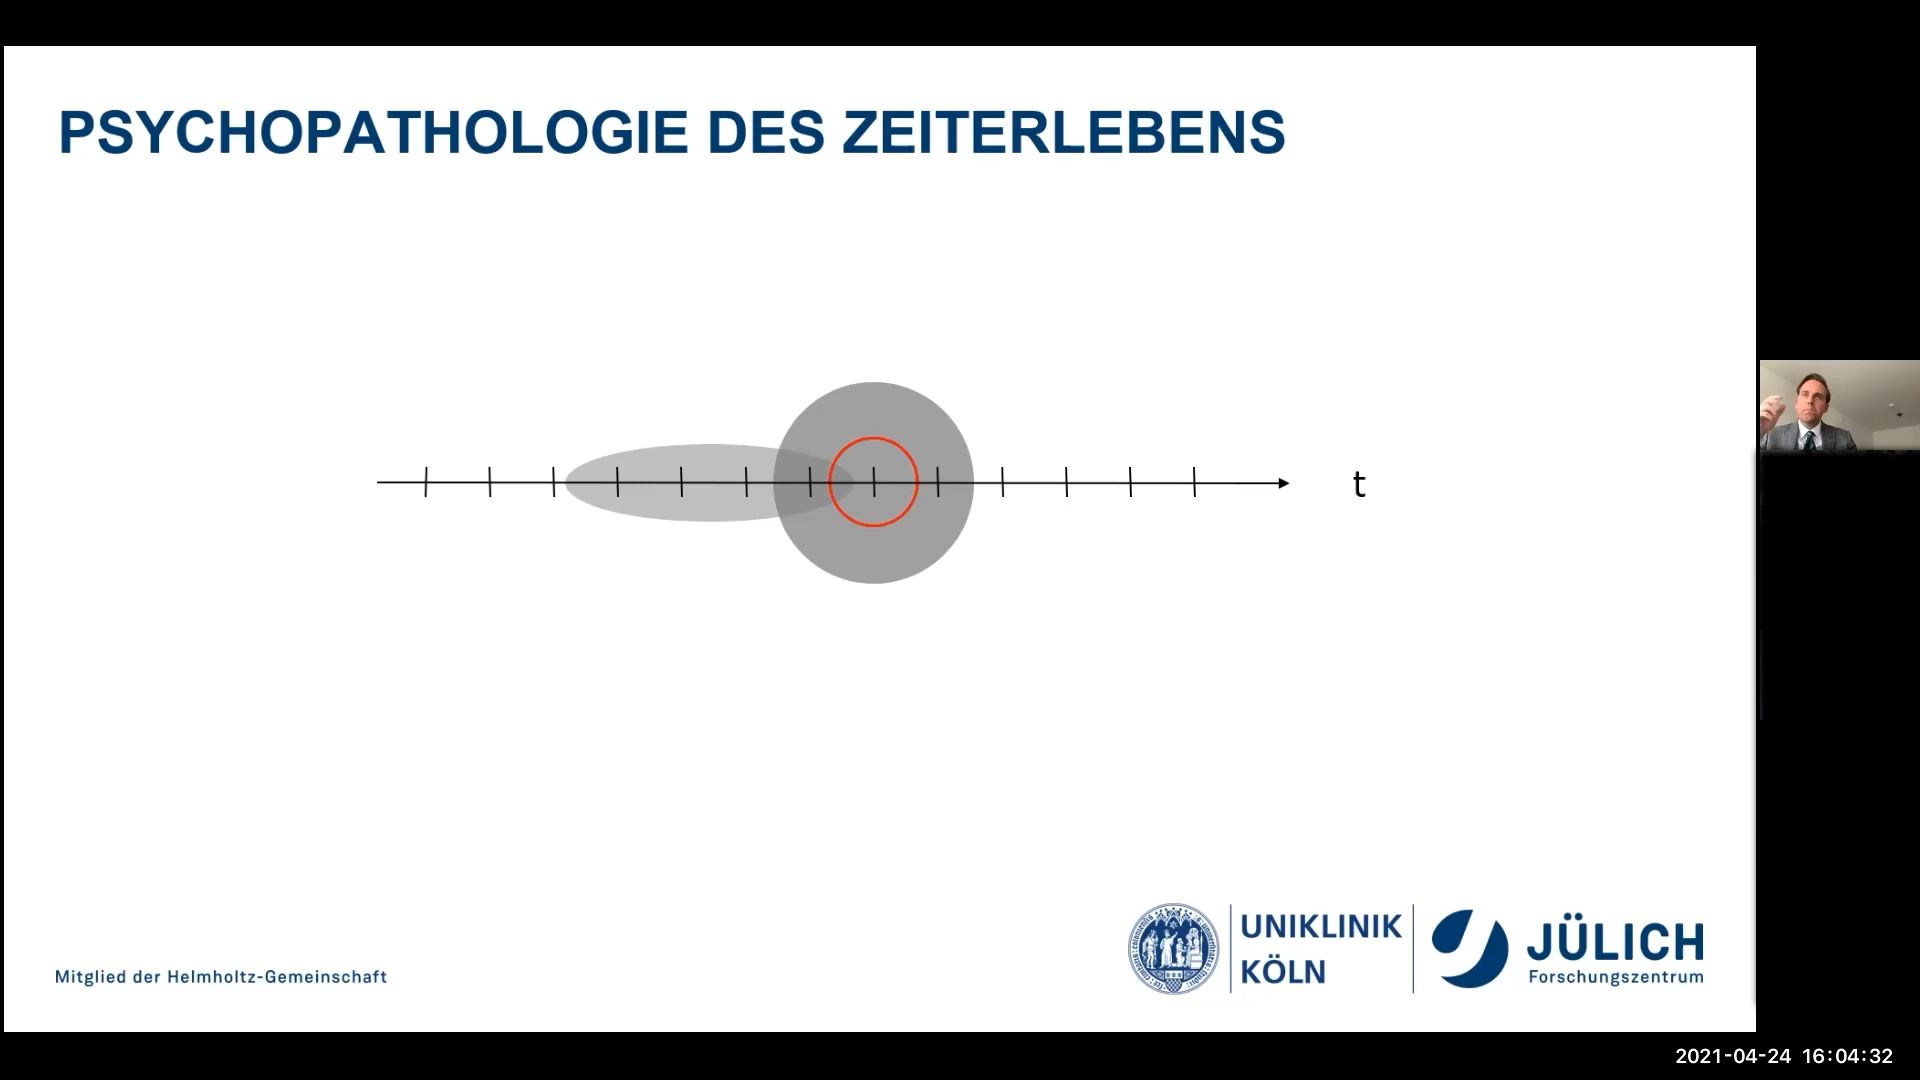 PSYCHOPATHOLOGIE DES ZEITERLEBENS
t
UNIKLINIK
KÖLN
JÜLICH
Forschungszentrum
Mitglied der Helmholtz-Gemeinschaft
2021-04-24 16:04:32